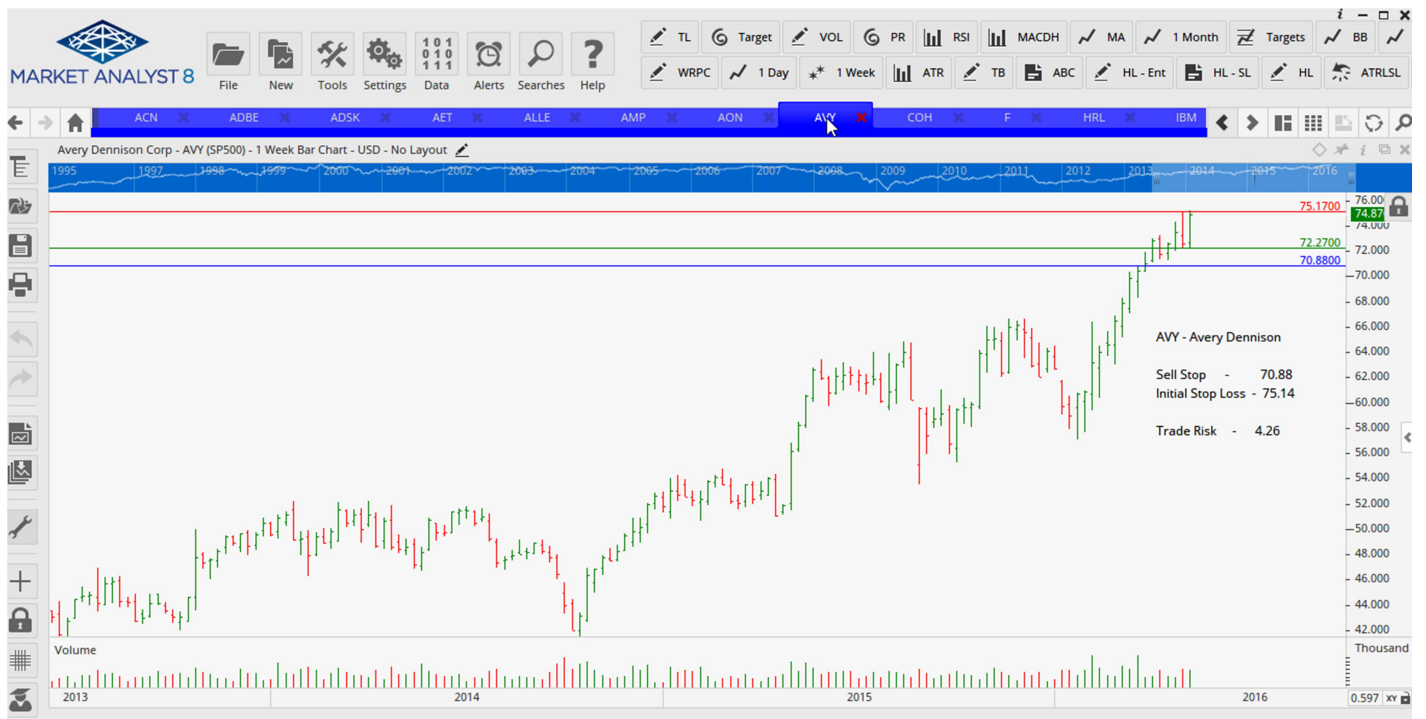 i
TL Target VOL PR RSI MACDH MA 1 Month Targets BB
MARKET ANALYST 8
WRPC 1 Day 1 Week ATR TB ABC HL - Ent HL - SL HL ATRLSL
File New Tools Settings Data Alerts Searches Help
101
010
111
?
ACN ADBE ADSK AET ALLE AMP AON AVY COH F HRL IBM
Avery Dennison Corp - AVY (SP500) - 1 Week Bar Chart - USD - No Layout
i
1995 1997 1998 1999 2000 2001 2002 2003 2004 2005 2006 2007 2008 2009 2010 2011 2012 2013 2014 2015 2016
75.1700
72.2700
70.8800
76.00
74.87
74.000
72.000
70.000
68.000
66.000
64.000
62.000
60.000
58.000
56.000
54.000
52.000
50.000
48.000
46.000
44.000
42.000
AVY - Avery Dennison
Sell Stop - 70.88
Initial Stop Loss - 75.14
Trade Risk - 4.26
Volume
Thousand
2013 2014 2015 2016
0.597 XY